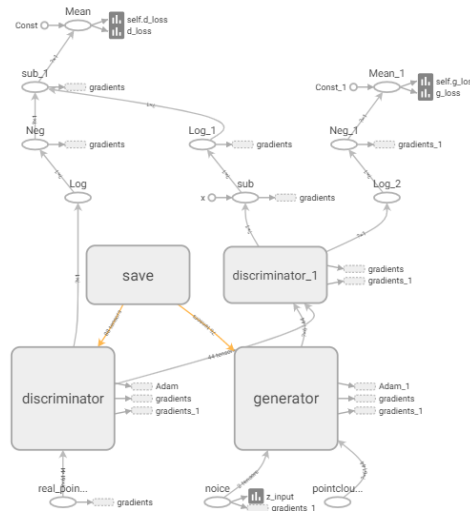 Mean
Const
self.d_loss
d_loss
sub_1
gradients
Mean_1
Const_1
self.g_los
g_loss
Neg
gradients
Log_1
gradients
Neg_1
gradients_1
Log
x
sub
gradients
Log_2
save
discriminator_1
gradients
gradients_1
44 tensors
discriminator
Adam
gradients
gradients_1
generator
Adam_1
gradients
gradients_1
real_poin...
gradients
noice
z_input
gradients_1
pointclou...